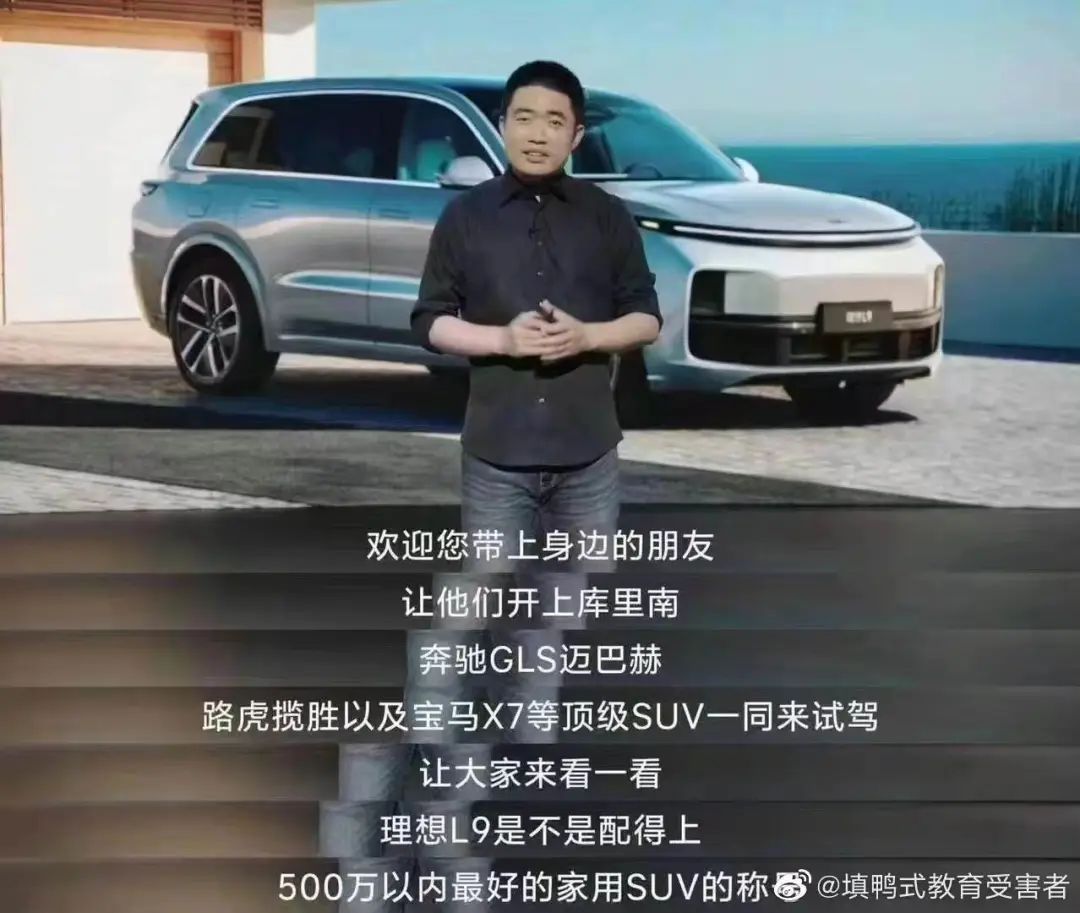 理想L9
欢迎您带上身边的朋友
让他们开上库里南
奔驰GLS迈巴赫
路虎揽胜以及宝马X7等顶级SUV一同来试驾
让大家来看一看
理想L9是不是配得上
500万以内最好的家用SUV的称
@填鸭式教育受害者